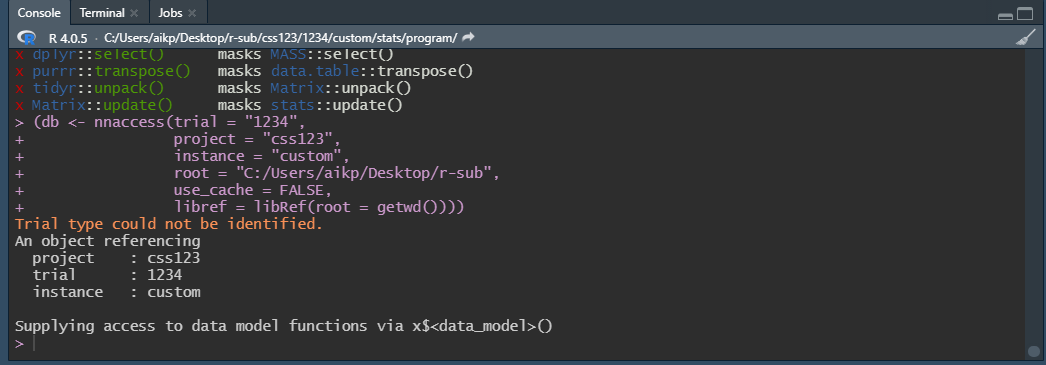 Console Terminal × Jobs ×
R 4.0.5 · C:/Users/aikp/Desktop/r-sub/css123/1234/custom/stats/program/
x dplyr::select() masks MASS::select()
x purrr::transpose() masks data.table::transpose()
x tidyr::unpack() masks Matrix::unpack()
x Matrix::update() masks stats::update()
> (db <- nnaccess(trial = "1234",
+ project = "css123",
+ instance = "custom",
+ root = "C:/Users/aikp/Desktop/r-sub",
+ use_cache = FALSE,
+ libref = libRef(root = getwd())))
Trial type could not be identified.
An object referencing
project : css123
trial : 1234
instance : custom
Supplying access to data model functions via x$<data_model>()
>